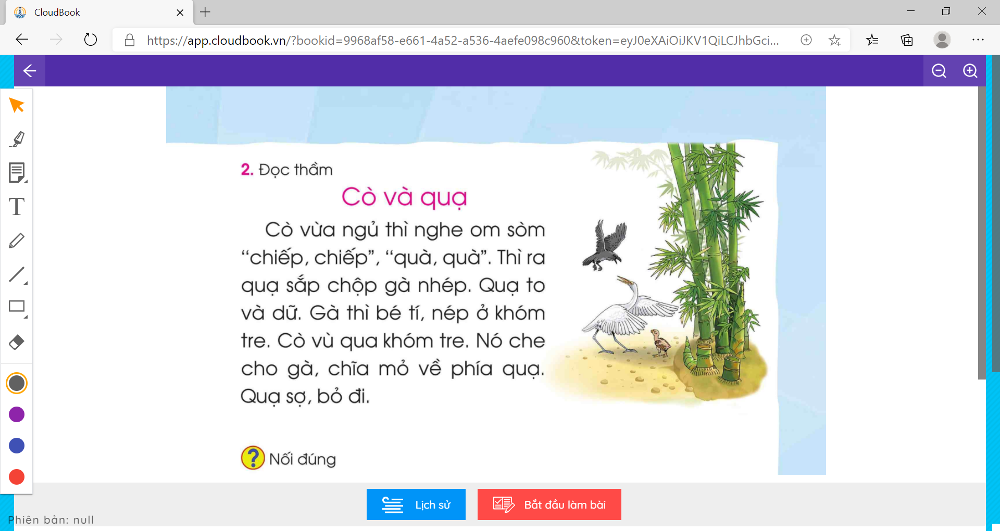 CloudBook
https://app.cloudbook.vn/?bookid=9968af58-e661-4a52-a536-4aefe098c960&token=eyJ0eXAiOiJKV1QiLCJhbGci...
2. Đọc thầm
Cò và quạ
Cò vừa ngủ thì nghe om sòm
“chiếp, chiếp”, “quà, quà”. Thì ra
quạ sắp chộp gà nhép. Quạ to
và dữ. Gà thì bé tí, nép ở khóm
tre. Cò vù qua khóm tre. Nó che
cho gà, chĩa mỏ về phía quạ.
Quạ sợ, bỏ đi.
? Nối đúng
T
Lịch sử
Bắt đầu làm bài
Phiên bản: null